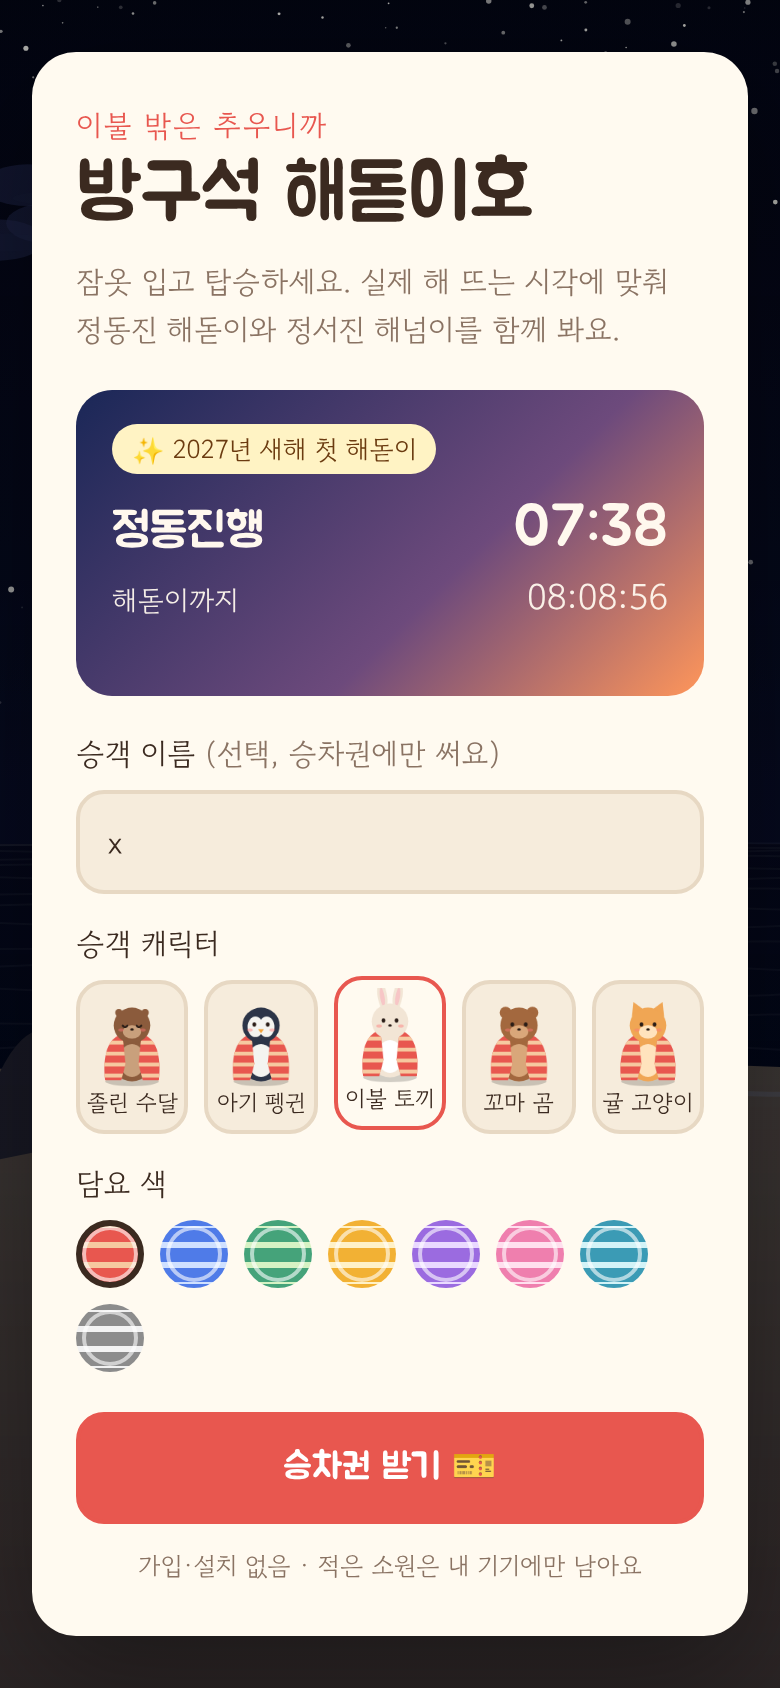 이불 밖은 추우니까
방구석 해돋이호
잠옷 입고 탑승하세요. 실제 해 뜨는 시각에 맞춰
정동진 해돋이와 정서진 해넘이를 함께 봐요.
✨ 2027년 새해 첫 해돋이
정동진행 07:38
해돋이까지 08:08:56
승객 이름 (선택, 승차권에만 써요)
x
승객 캐릭터
졸린 수달 아기 펭귄 이불 토끼 꼬마 곰 귤 고양이
담요 색
승차권 받기 🎫
가입·설치 없음 · 적은 소원은 내 기기에만 남아요